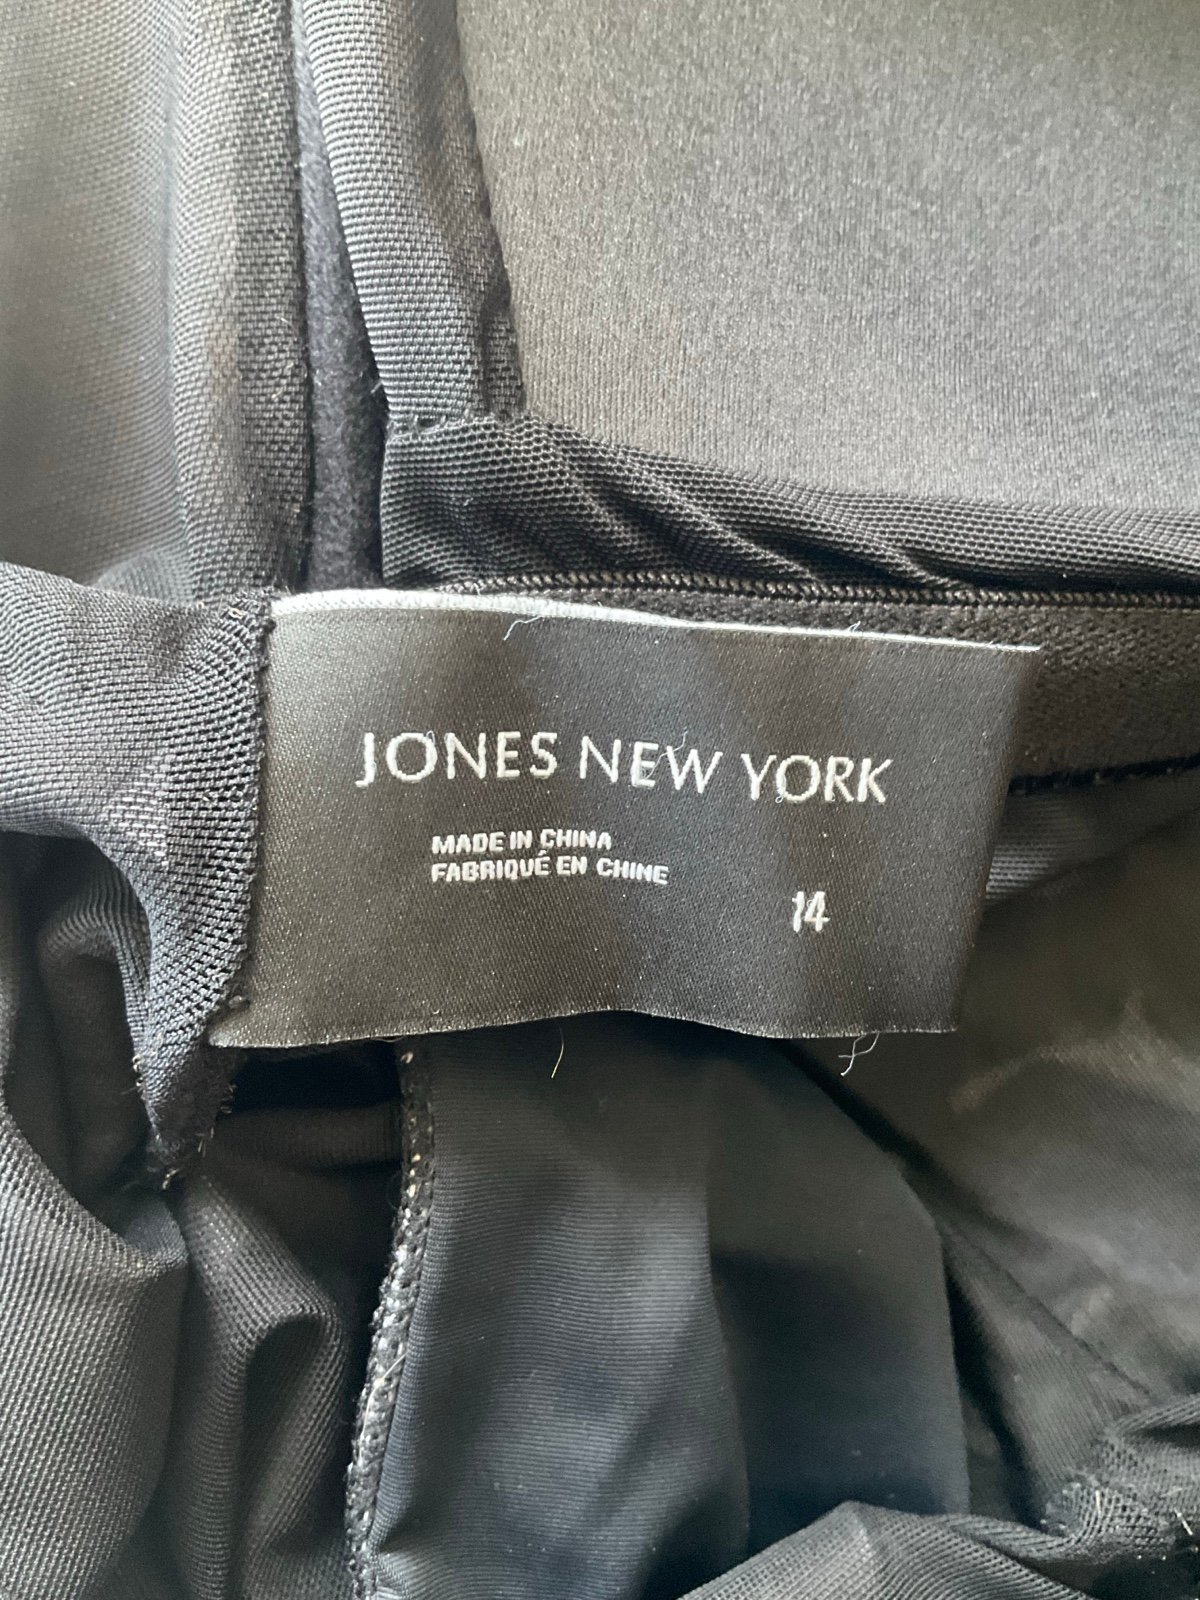 JONES NEW YORK
MADE IN CHINA
FABRIQUÉ EN CHINE
14